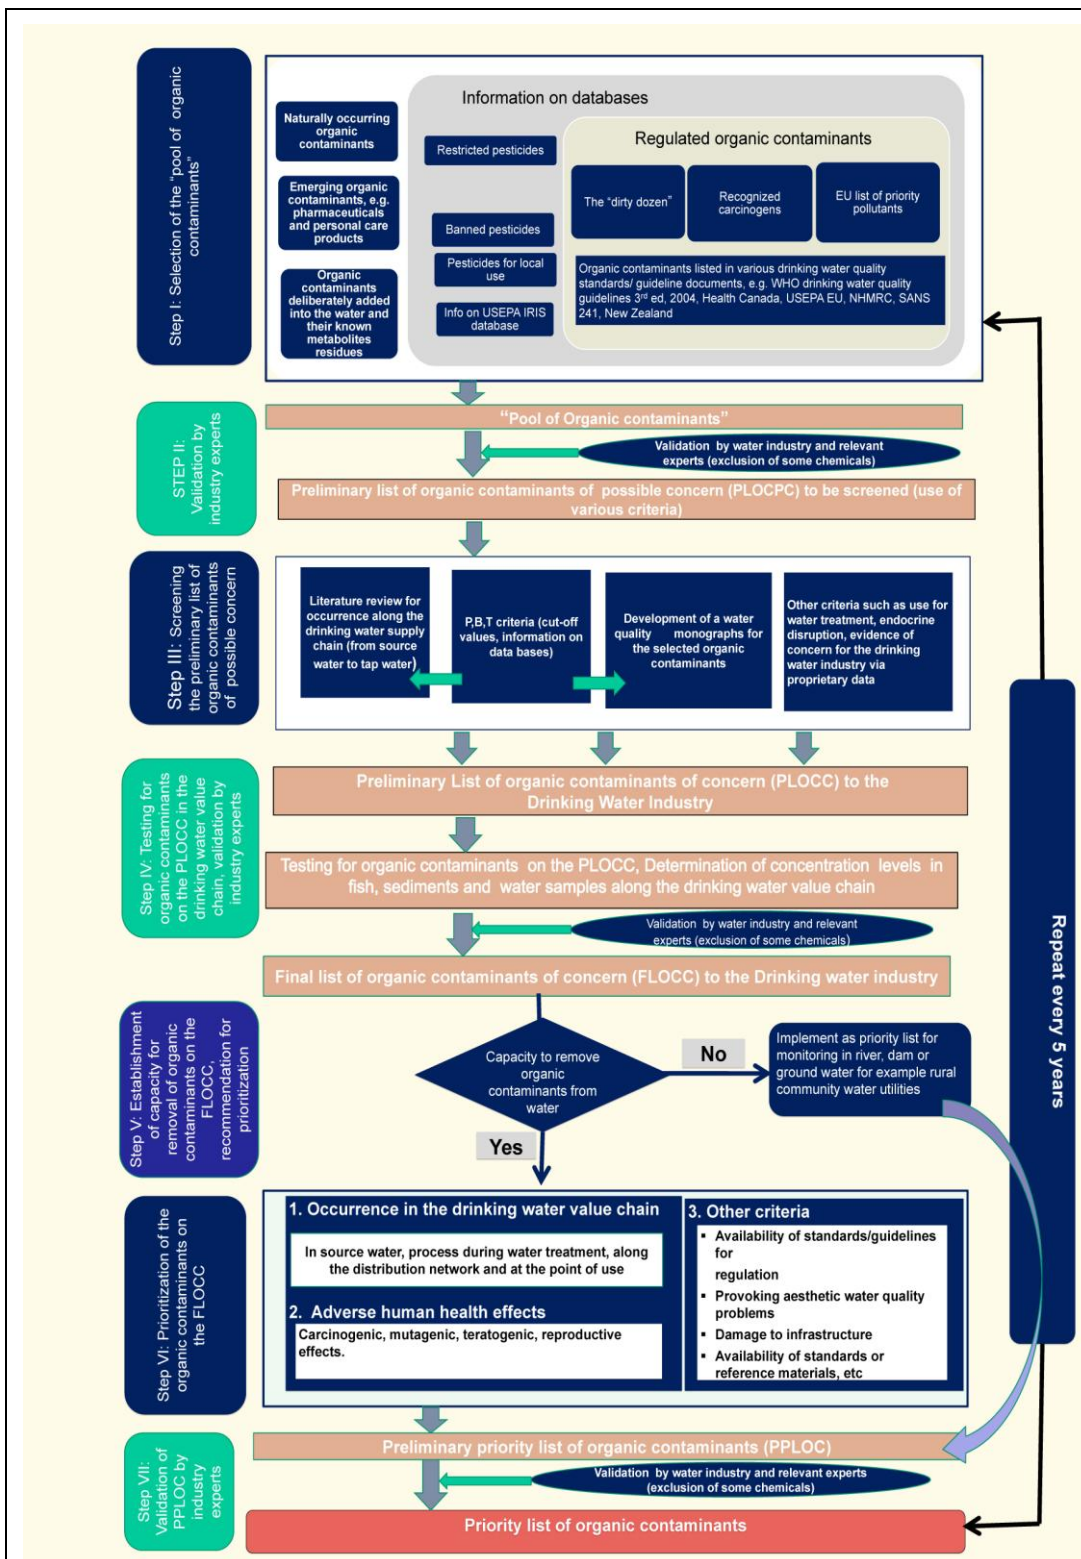 Step I: Selection of the “pool of organic
contaminants”
Naturally occurring
organic
contaminants
Emerging organic
contaminants, e.g.
pharmaceuticals
and personal care
products
Organic
contaminants
deliberately added
into the water and
their known
metabolites
residues
Information on databases
Restricted pesticides
Banned pesticides
Pesticides for local
use
Info on USEPA IRIS
database
Regulated organic contaminants
The “dirty dozen”
Recognized
carcinogens
EU list of priority
pollutants
Organic contaminants listed in various drinking water quality
standards/ guideline documents, e.g. WHO drinking water quality
guidelines 3rd ed, 2004, Health Canada, USEPA EU, NHMRC, SANS
241, New Zealand
STEP II:
Validation by
industry experts
“Pool of Organic contaminants”
Validation by water industry and relevant
experts (exclusion of some chemicals)
Preliminary list of organic contaminants of possible concern (PLOCPC) to be screened (use of
various criteria)
Step III: Screening
the preliminary list of
organic contaminants
of possible concern
Literature review for
occurrence along the
drinking water supply
chain (from source
water to tap water)
P,B,T criteria (cut-off
values, information on
data bases)
Development of a water
quality monographs for
the selected organic
contaminants
Other criteria such as use for
water treatment, endocrine
disruption, evidence of
concern for the drinking
water industry via
proprietary data
Step IV: Testing for
organic contaminants
on the PLOCC in the
drinking water value
chain, validation by
industry experts
Preliminary List of organic contaminants of concern (PLOCC) to the
Drinking Water Industry
Testing for organic contaminants on the PLOCC, Determination of concentration levels in
fish, sediments and water samples along the drinking water value chain
Validation by water industry and relevant
experts (exclusion of some chemicals)
Final list of organic contaminants of concern (FLOCC) to the Drinking water industry
Step V: Establishment
of capacity for
removal of organic
contaminants on the
FLOCC,
recommendation for
prioritization
Capacity to remove
organic
contaminants from
water
No
Implement as priority list for
monitoring in river, dam or
ground water for example rural
community water utilities
Yes
Step VI: Prioritization of the
organic contaminants on
the FLOCC
1. Occurrence in the drinking water value chain
In source water, process during water treatment, along
the distribution network and at the point of use
2. Adverse human health effects
Carcinogenic, mutagenic, teratogenic, reproductive
effects.
3. Other criteria
▪ Availability of standards/guidelines
for
regulation
▪ Provoking aesthetic water quality
problems
▪ Damage to infrastructure
▪ Availability of standards or
reference materials, etc
Step VII:
Validation of
PPLOC by
industry
experts
Preliminary priority list of organic contaminants (PPLOC)
Validation by water industry and relevant experts
(exclusion of some chemicals)
Priority list of organic contaminants
Repeat every 5 years